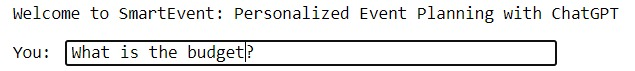 Welcome to SmartEvent: Personalized Event Planning with ChatGPT
You: What is the budget?